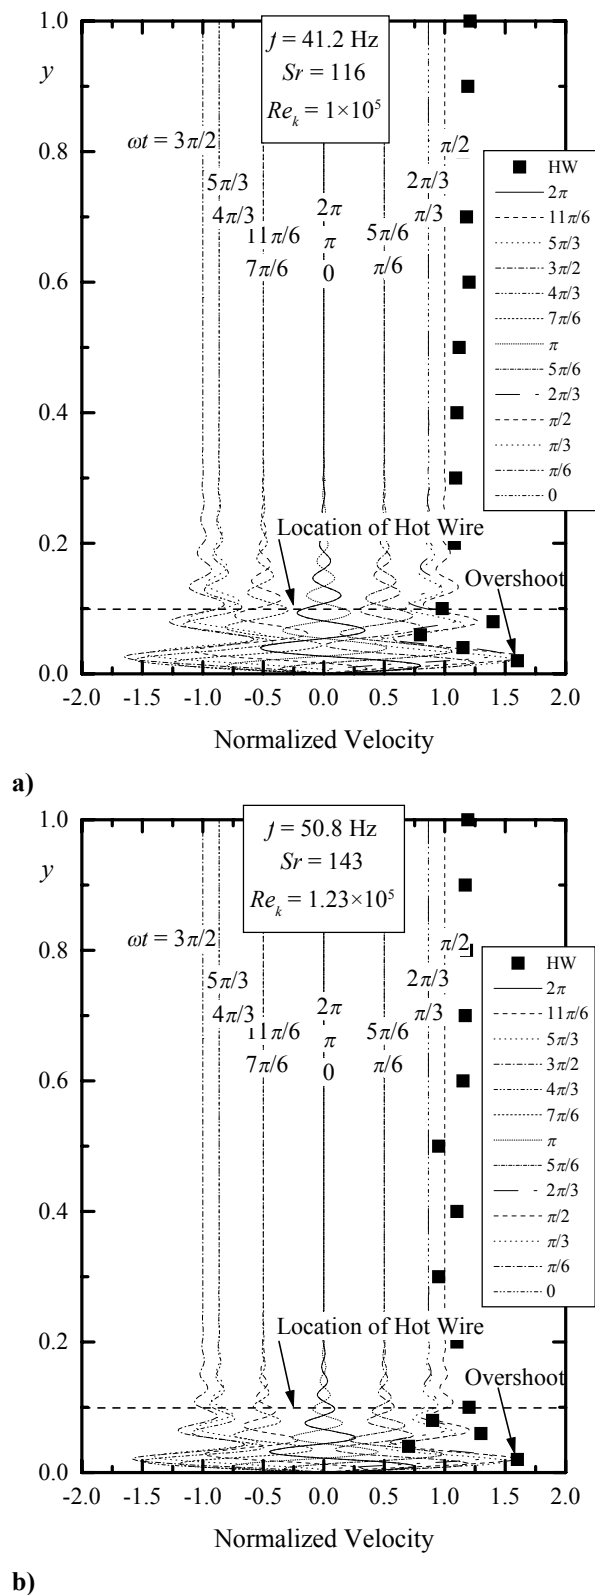 1.0
y
0.8
0.6
0.4
0.2
0.0
f = 41.2 Hz
Sr = 116
Re_k = 1×10⁵
ωt = 3π/2
5π/3
4π/3
11π/6
7π/6
2π
π
0
5π/6
π/6
2π/3
π/3
π/2
HW
2π
11π/6
5π/3
3π/2
4π/3
7π/6
π
5π/6
2π/3
π/2
π/3
π/6
0
Location of Hot Wire
Overshoot
-2.0 -1.5 -1.0 -0.5 0.0 0.5 1.0 1.5 2.0
Normalized Velocity
a)
1.0
y
0.8
0.6
0.4
0.2
0.0
f = 50.8 Hz
Sr = 143
Re_k = 1.23×10⁵
ωt = 3π/2
5π/3
4π/3
11π/6
7π/6
2π
π
0
5π/6
π/6
2π/3
π/3
π/2
HW
2π
11π/6
5π/3
3π/2
4π/3
7π/6
π
5π/6
2π/3
π/2
π/3
π/6
0
Location of Hot Wire
Overshoot
-2.0 -1.5 -1.0 -0.5 0.0 0.5 1.0 1.5 2.0
Normalized Velocity
b)